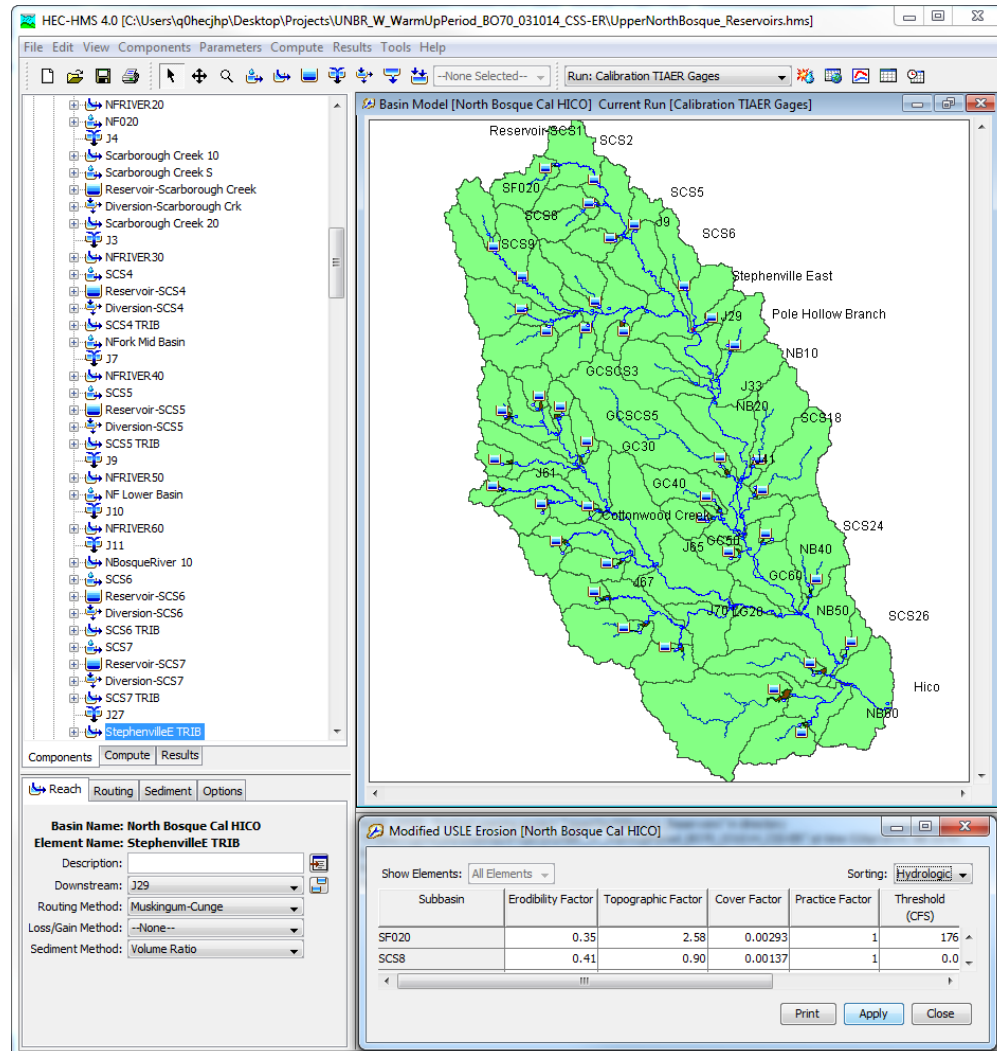 HEC-HMS 4.0 [C:\Users\q0hecjhp\Desktop\Projects\UNBR_W_WarmUpPeriod_BO70_031014_CSS-ER\UpperNorthBosque_Reservoirs.hms]
File Edit View Components Parameters Compute Results Tools Help
--None Selected-- Run: Calibration TIAER Gages
NFRIVER20
NF020
J4
Scarborough Creek 10
Scarborough Creek S
Reservoir-Scarborough Creek
Diversion-Scarborough Crk
Scarborough Creek 20
J3
NFRIVER30
SCS4
Reservoir-SCS4
Diversion-SCS4
SCS4 TRIB
NFork Mid Basin
J7
NFRIVER40
SCS5
Reservoir-SCS5
Diversion-SCS5
SCS5 TRIB
J9
NFRIVER50
NF Lower Basin
J10
NFRIVER60
J11
NBosqueRiver 10
SCS6
Reservoir-SCS6
Diversion-SCS6
SCS6 TRIB
SCS7
Reservoir-SCS7
Diversion-SCS7
SCS7 TRIB
J27
StephenvilleE TRIB
Components Compute Results
Basin Model [North Bosque Cal HICO] Current Run [Calibration TIAER Gages]
Reservoir-SCS1
SCS2
SF020
SCS5
SCS8
J9
SCS6
SCS9
Stephenville East
J29
Pole Hollow Branch
NB10
GCSCS3
J33
NB20
GCSCS5
SCS18
GC30
J41
J61
GC40
Cottonwood Creek
SCS24
J65
GC50
NB40
J67
GC60
J70
LG20
NB50
SCS26
Hico
NB60
Reach Routing Sediment Options
Basin Name: North Bosque Cal HICO
Element Name: StephenvilleE TRIB
Description:
Downstream: J29
Routing Method: Muskingum-Cunge
Loss/Gain Method: --None--
Sediment Method: Volume Ratio
Modified USLE Erosion [North Bosque Cal HICO]
Show Elements: All Elements Sorting: Hydrologic
Subbasin Erodibility Factor Topographic Factor Cover Factor Practice Factor Threshold
(CFS)
SF020 0.35 2.58 0.00293 1 176
SCS8 0.41 0.90 0.00137 1 0.0
Print Apply Close